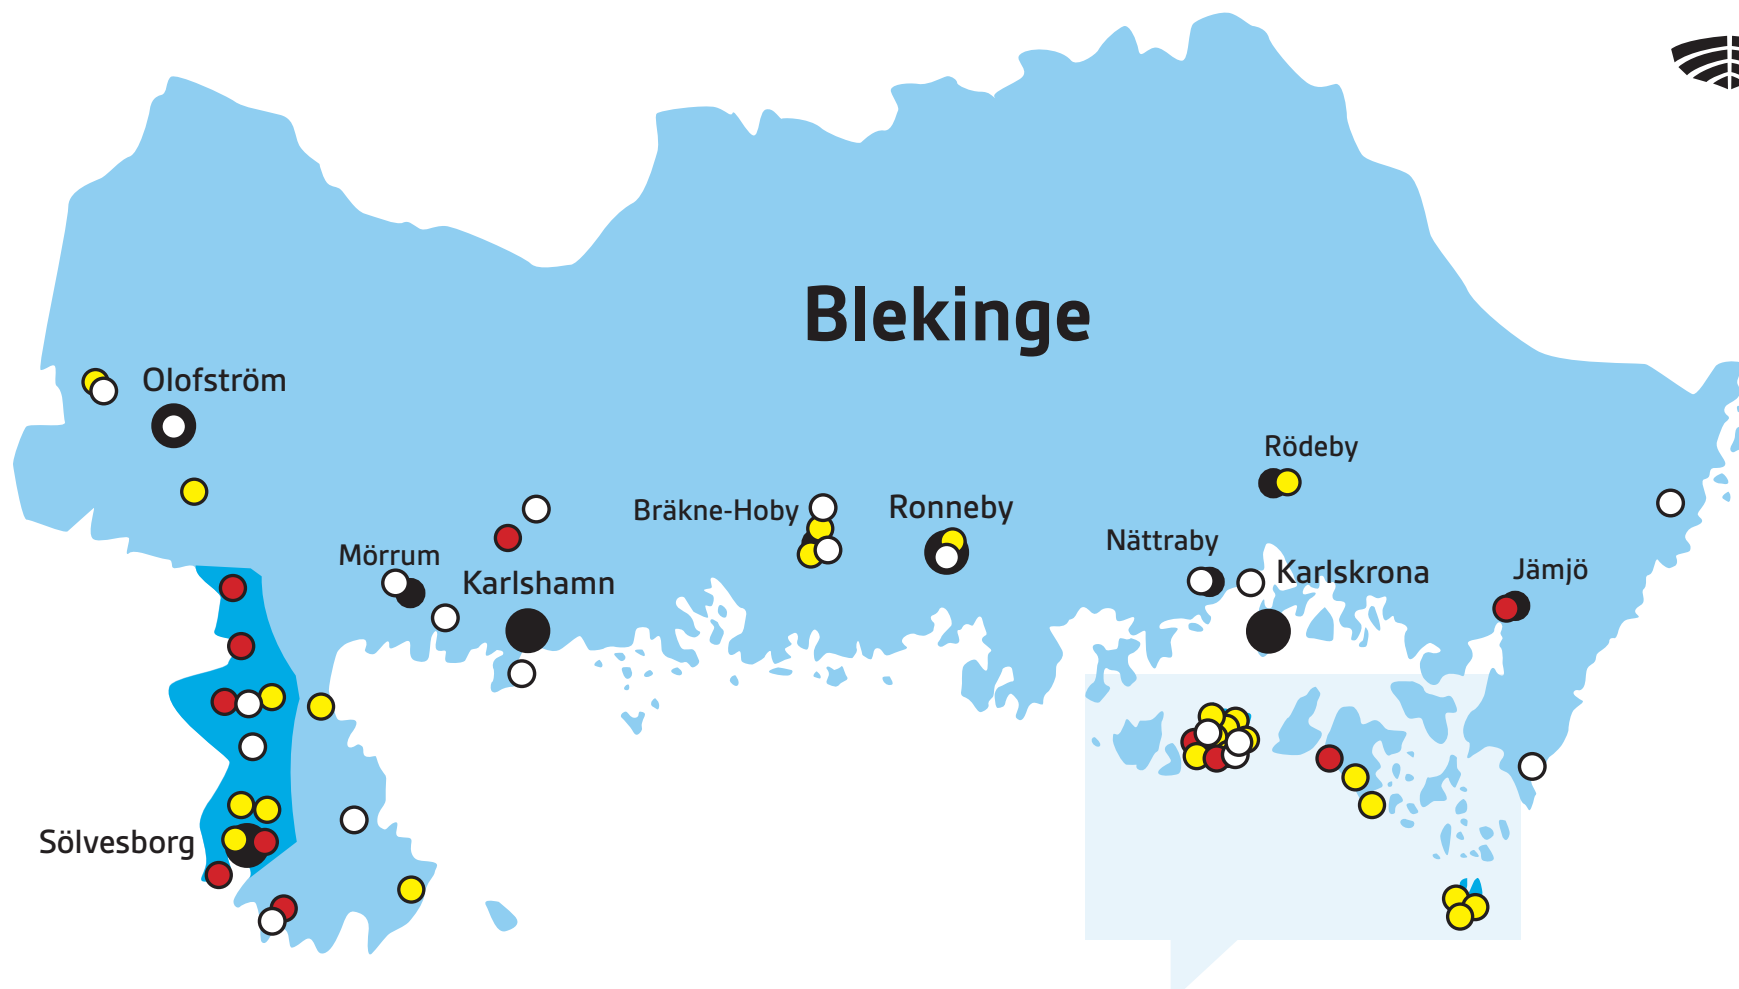 Blekinge
Olofström
Rödeby
Bräkne-Hoby
Ronneby
Nättraby
Mörrum
Karlshamn
Karlskrona
Jämjö
Sölvesborg